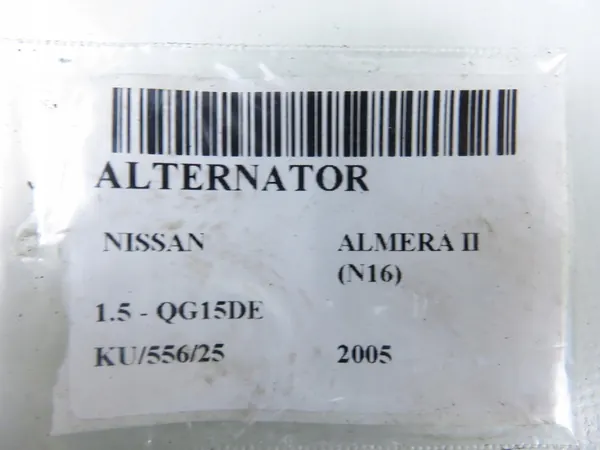 ALTERNATOR
NISSAN ALMERA II
(N16)
1.5 - QG15DE
KU/556/25 2005